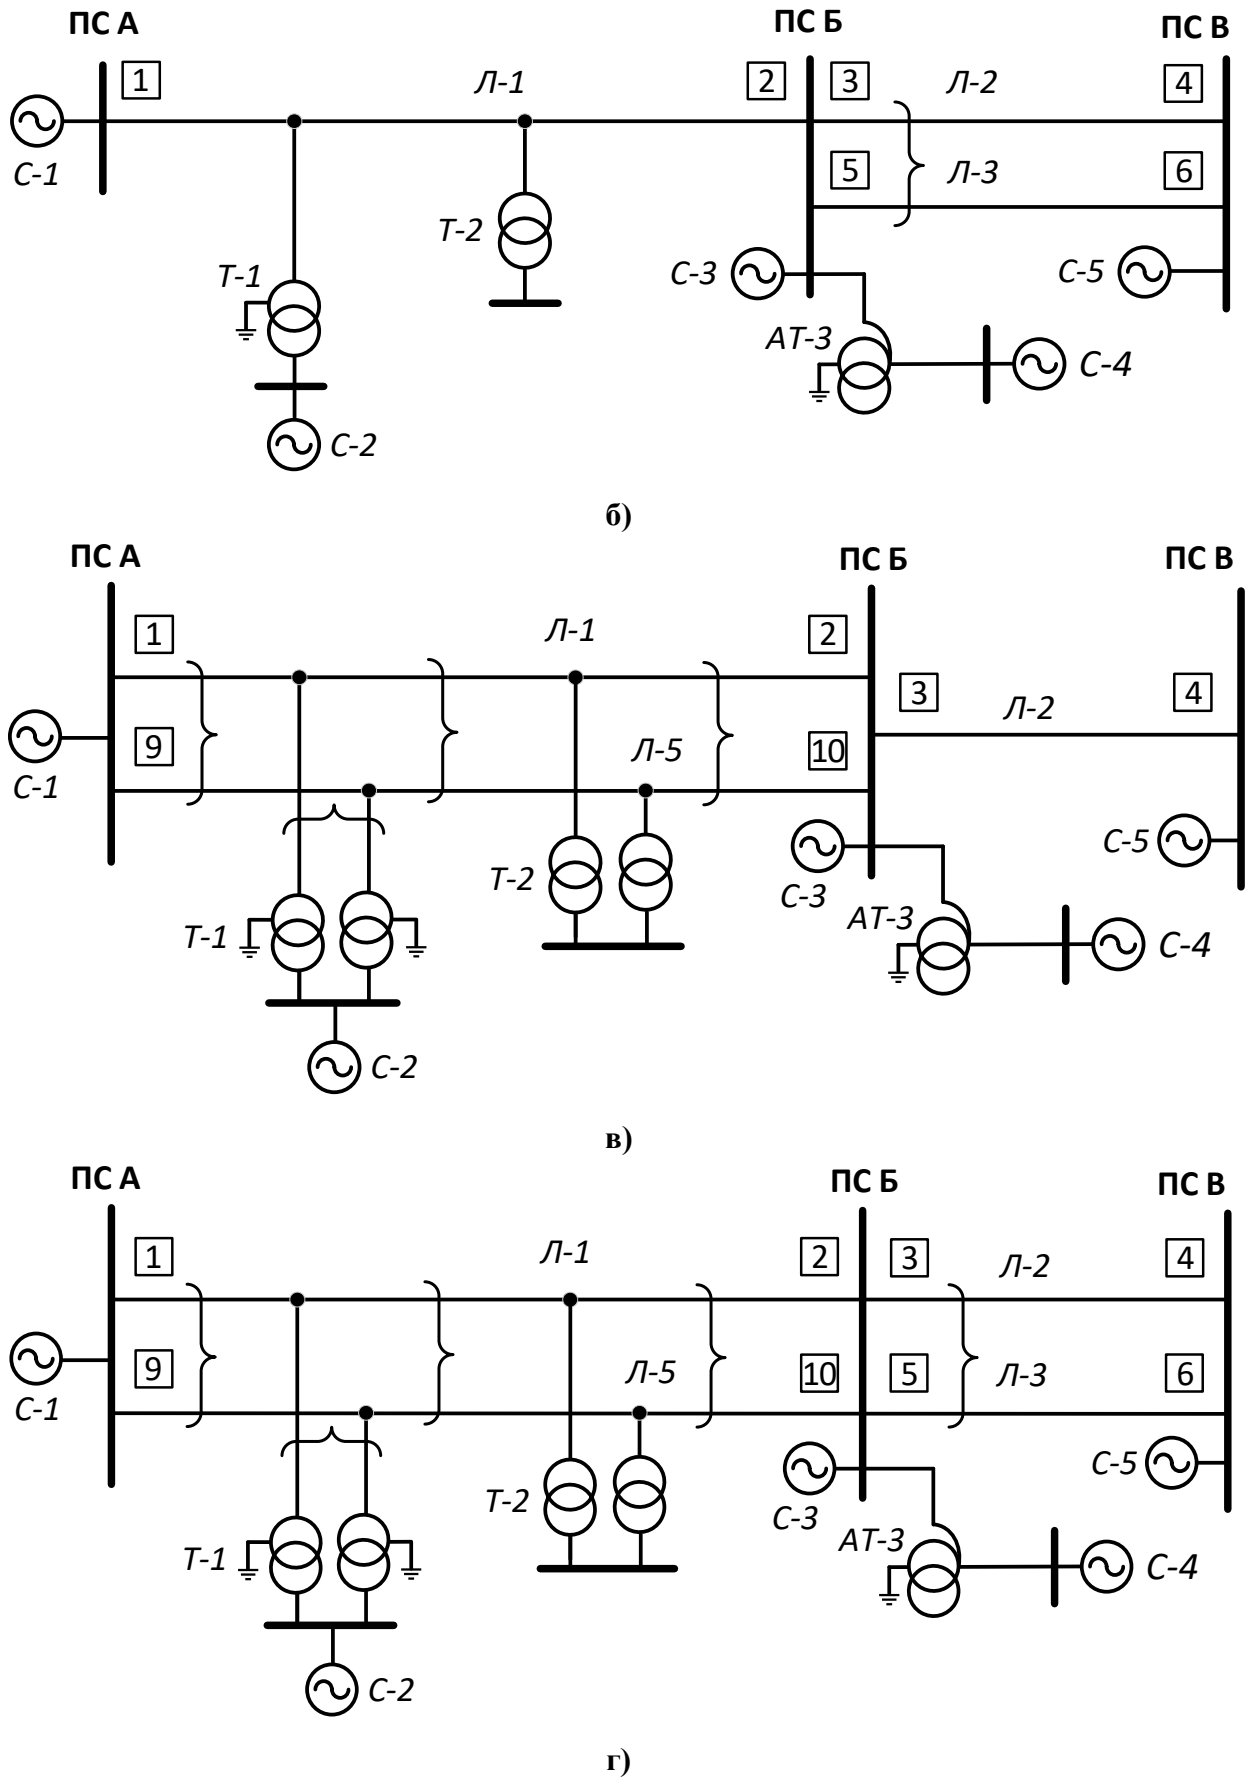 ПС А
ПС Б
ПС В
1
Л-1
2
3
Л-2
4
С-1
5
Л-3
6
Т-2
Т-1
С-3
С-5
АТ-3
С-4
С-2
б)
ПС А
ПС Б
ПС В
1
Л-1
2
3
Л-2
4
9
Л-5
10
С-1
С-5
Т-2
С-3
АТ-3
Т-1
С-4
С-2
в)
ПС А
ПС Б
ПС В
1
Л-1
2
3
Л-2
4
9
Л-5
10
5
Л-3
6
С-1
С-5
Т-2
С-3
АТ-3
Т-1
С-4
С-2
г)